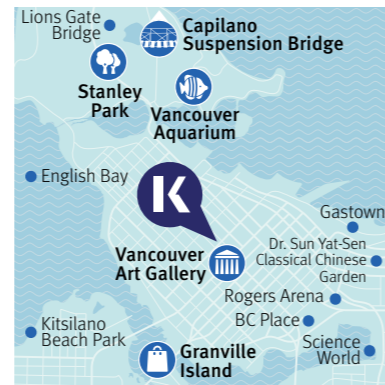 Lions Gate
Bridge
Capilano
Suspension Bridge
Stanley
Park
Vancouver
Aquarium
English Bay
K
Gastown
Vancouver
Art Gallery
Dr. Sun Yat-Sen
Classical Chinese
Garden
Rogers Arena
BC Place
Kitsilano
Beach Park
Granville
Island
Science
World